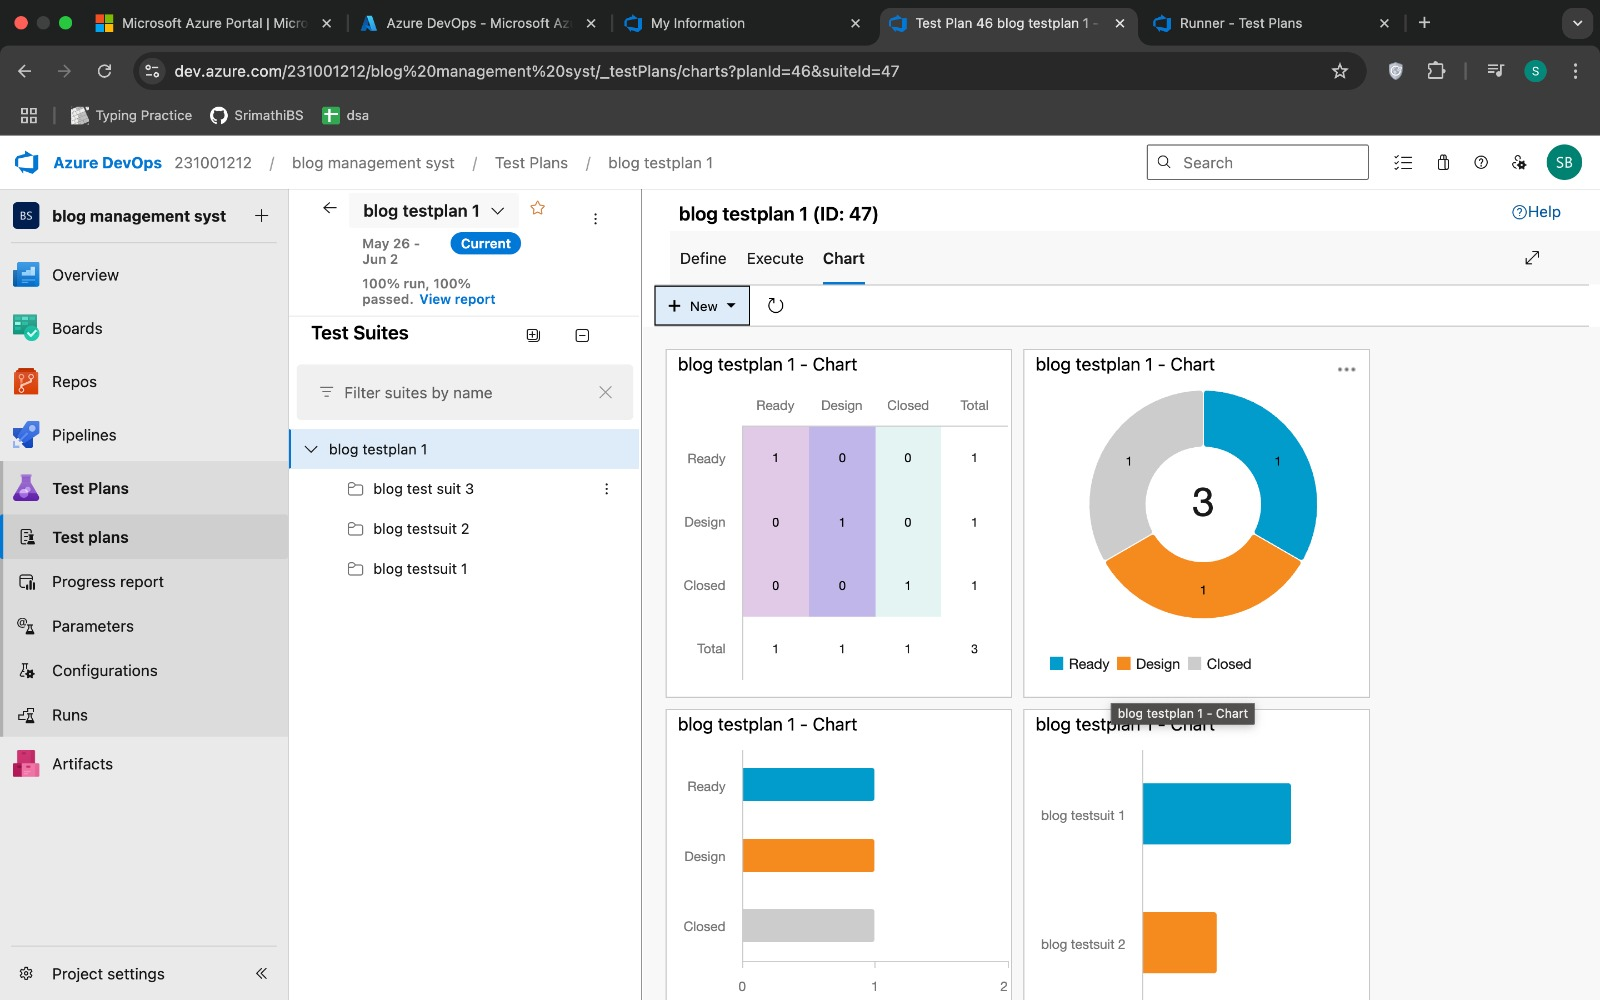 Microsoft Azure Portal | Micro
Azure DevOps - Microsoft Az
My Information
Test Plan 46 blog testplan 1 -
Runner - Test Plans
dev.azure.com/231001212/blog%20management%20syst/_testPlans/charts?planId=46&suiteId=47
S
Typing Practice
SrimathiBS
dsa
Azure DevOps
231001212 / blog management syst / Test Plans / blog testplan 1
Search
SB
BS
blog management syst
Overview
Boards
Repos
Pipelines
Test Plans
Test plans
Progress report
Parameters
Configurations
Runs
Artifacts
Project settings
blog testplan 1
May 26 -
Jun 2
Current
100% run, 100%
passed. View report
Test Suites
Filter suites by name
blog testplan 1
blog test suit 3
blog testsuit 2
blog testsuit 1
blog testplan 1 (ID: 47)
Help
Define Execute Chart
New
blog testplan 1 - Chart
Ready Design Closed Total
Ready 1 0 0 1
Design 0 1 0 1
Closed 0 0 1 1
Total 1 1 1 3
blog testplan 1 - Chart
1
1
3
1
Ready Design Closed
blog testplan 1 - Chart
blog testplan 1 - Chart
Ready
Design
Closed
0 1 2
blog testplan 1 - Chart
blog testsuit 1
blog testsuit 2